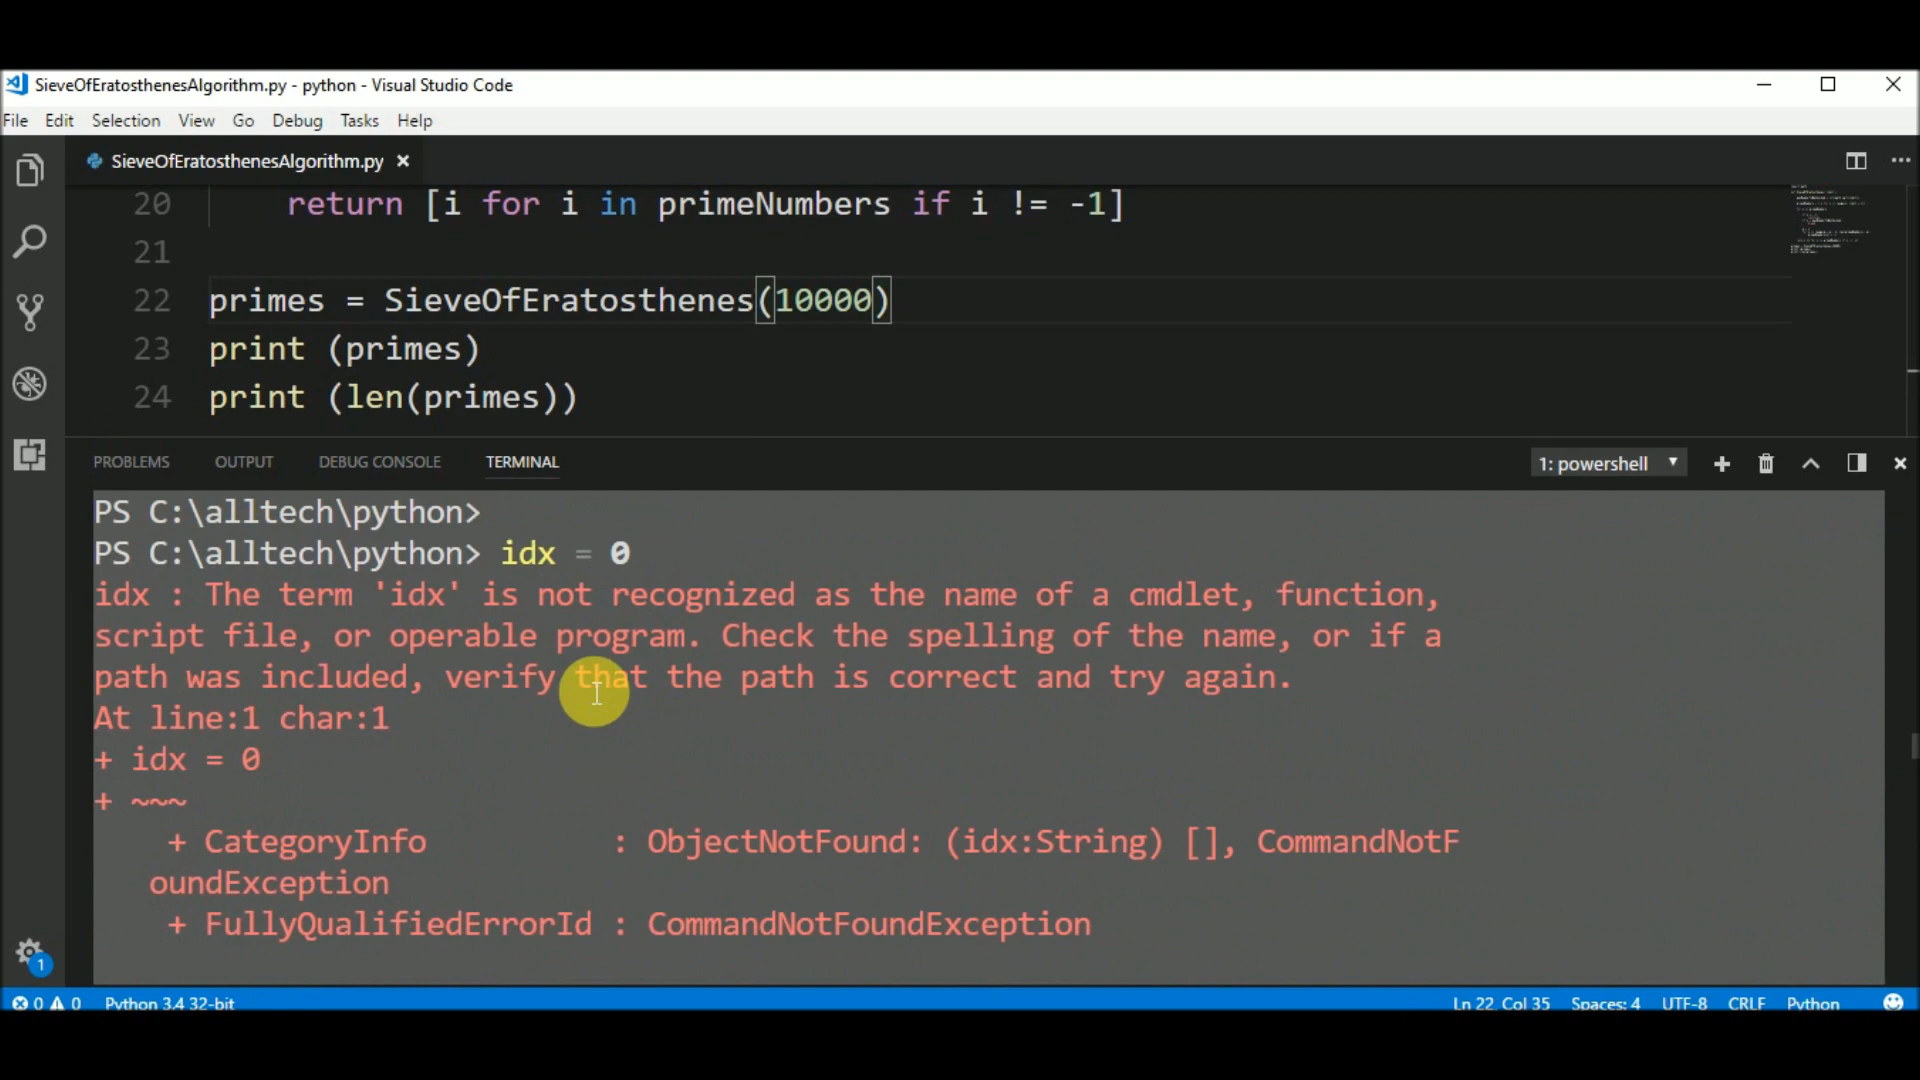 SieveOfEratosthenesAlgorithm.py - python - Visual Studio Code
File Edit Selection View Go Debug Tasks Help
SieveOfEratosthenesAlgorithm.py
20 return [i for i in primeNumbers if i != -1]
21
22 primes = SieveOfEratosthenes(10000)
23 print (primes)
24 print (len(primes))
PROBLEMS OUTPUT DEBUG CONSOLE TERMINAL 1: powershell
PS C:\alltech\python>
PS C:\alltech\python> idx = 0
idx : The term 'idx' is not recognized as the name of a cmdlet, function,
script file, or operable program. Check the spelling of the name, or if a
path was included, verify that the path is correct and try again.
At line:1 char:1
+ idx = 0
+ ~~~
+ CategoryInfo : ObjectNotFound: (idx:String) [], CommandNotF
oundException
+ FullyQualifiedErrorId : CommandNotFoundException
1
0 0 Python 3.4 32-bit Ln 22, Col 35 Spaces: 4 UTF-8 CRLF Python